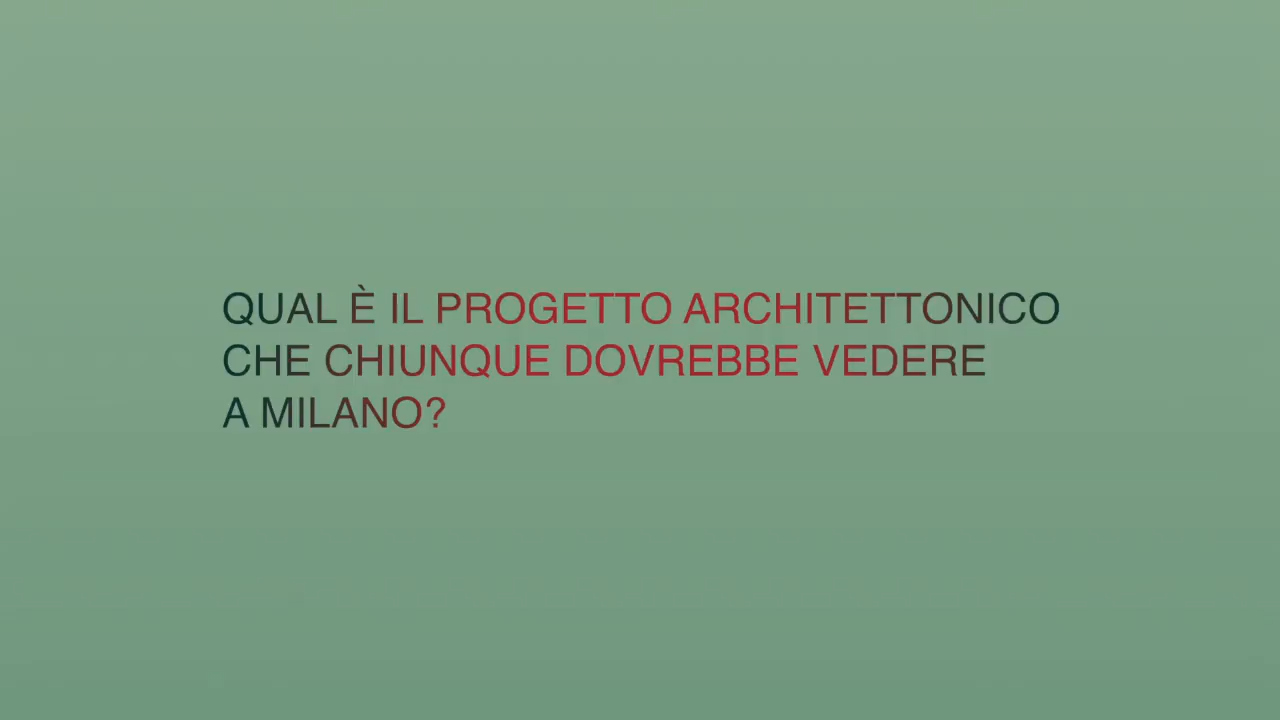 QUAL È IL PROGETTO ARCHITETTONICO
CHE CHIUNQUE DOVREBBE VEDERE
A MILANO?